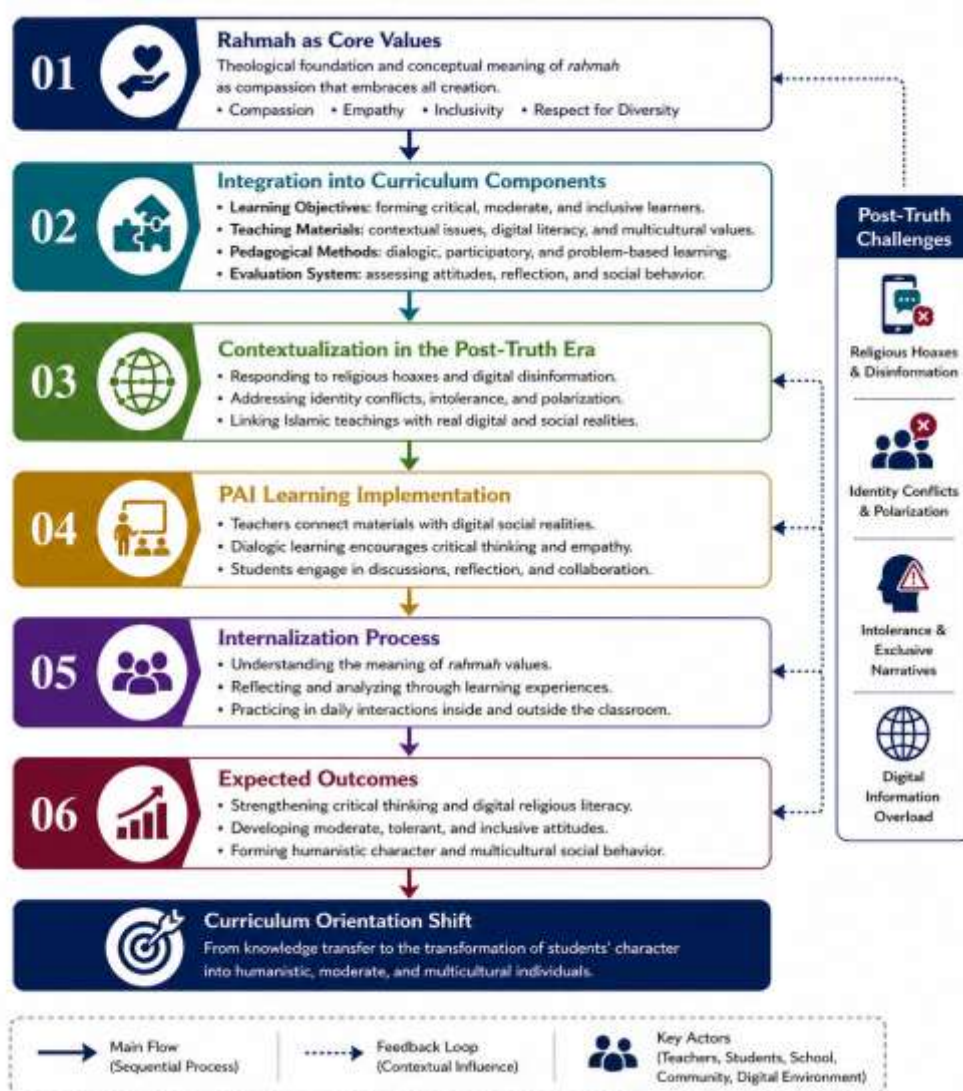 01
Rahmah as Core Values
Theological foundation and conceptual meaning of rahmah
as compassion that embraces all creation.
• Compassion • Empathy • Inclusivity • Respect for Diversity
02
Integration into Curriculum Components
• Learning Objectives: forming critical, moderate, and inclusive learners.
• Teaching Materials: contextual issues, digital literacy, and multicultural values.
• Pedagogical Methods: dialogic, participatory, and problem-based learning.
• Evaluation System: assessing attitudes, reflection, and social behavior.
03
Contextualization in the Post-Truth Era
• Responding to religious hoaxes and digital disinformation.
• Addressing identity conflicts, intolerance, and polarization.
• Linking Islamic teachings with real digital and social realities.
04
PAI Learning Implementation
• Teachers connect materials with digital social realities.
• Dialogic learning encourages critical thinking and empathy.
• Students engage in discussions, reflection, and collaboration.
05
Internalization Process
• Understanding the meaning of rahmah values.
• Reflecting and analyzing through learning experiences.
• Practicing in daily interactions inside and outside the classroom.
06
Expected Outcomes
• Strengthening critical thinking and digital religious literacy.
• Developing moderate, tolerant, and inclusive attitudes.
• Forming humanistic character and multicultural social behavior.
Curriculum Orientation Shift
From knowledge transfer to the transformation of students' character
into humanistic, moderate, and multicultural individuals.
Post-Truth
Challenges
Religious Hoaxes
& Disinformation
Identity Conflicts
& Polarization
Intolerance &
Exclusive
Narratives
Digital
Information
Overload
Main Flow
(Sequential Process)
Feedback Loop
(Contextual Influence)
Key Actors
(Teachers, Students, School,
Community, Digital Environment)